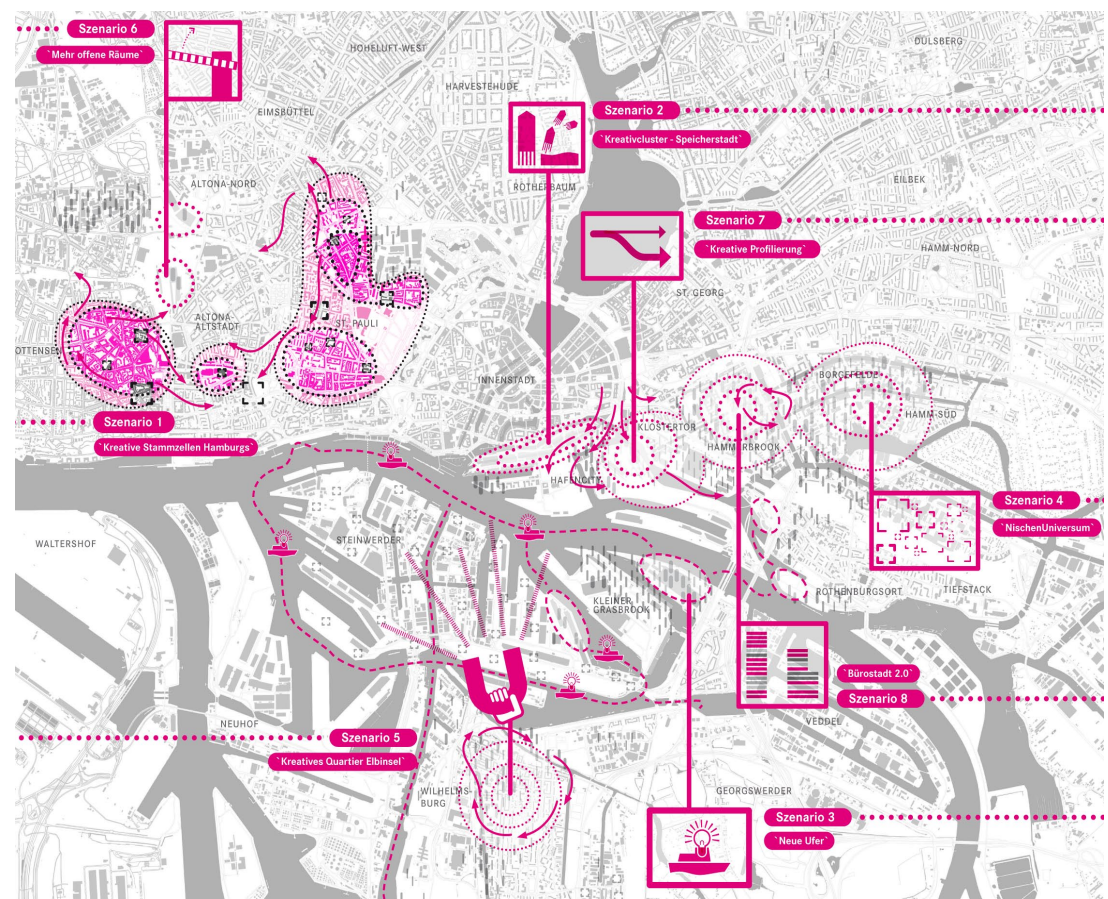 Szenario 6
`Mehr offene Räume`
HOHELUFT-WEST
DULSBERG
HARVESTEHUDE
EIMSBÜTTEL
Szenario 2
`Kreativcluster - Speicherstadt`
ALTONA-NORD
ROTHERBAUM
EILBEK
Szenario 7
`Kreative Profilierung`
HAMM-NORD
ST. GEORG
ALTONA-
ALTSTADT
ST. PAULI
OTTENSEN
INNENSTADT
BORGFELDE
HAMM-SÜD
Szenario 1
`Kreative Stammzellen Hamburgs`
KLOSTERTOR
HAMMERBROOK
HAFENCITY
Szenario 4
`NischenUniversum`
WALTERSHOF
STEINWERDER
KLEINER
GRASBROOK
ROTHENBURGSORT
TIEFSTACK
`Bürostadt 2.0`
Szenario 8
NEUHOF
VEDDEL
Szenario 5
`Kreatives Quartier Elbinsel`
WILHELMS-
BURG
GEORGSWERDER
Szenario 3
`Neue Ufer`